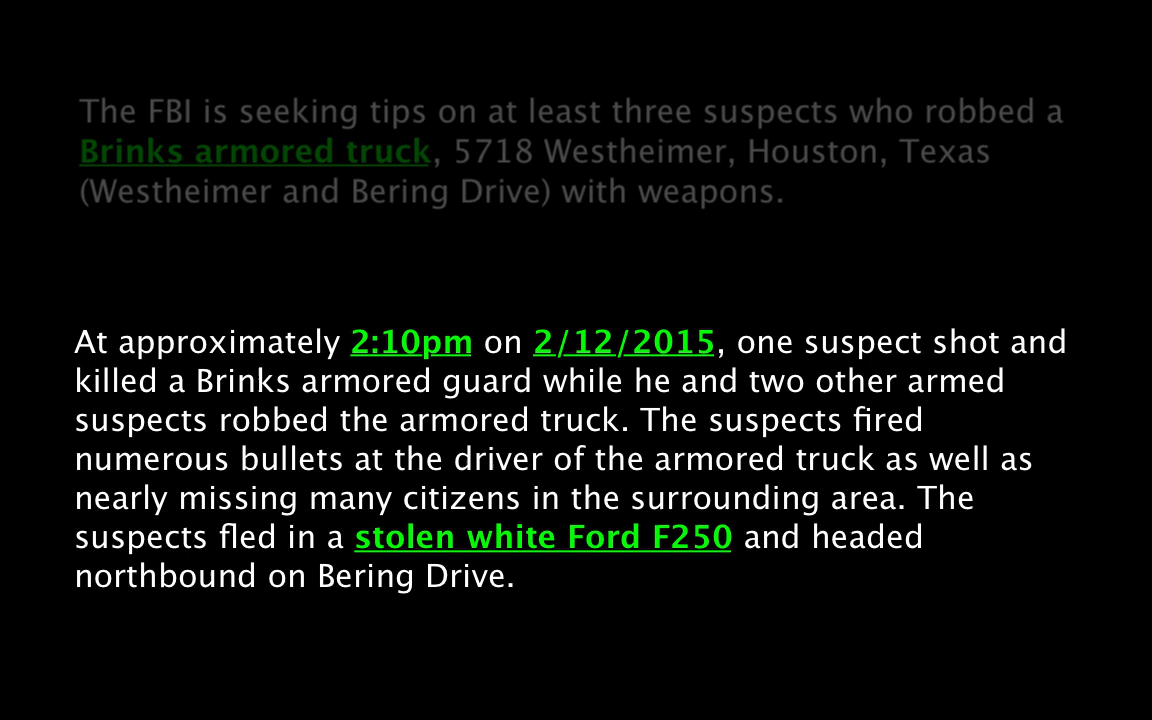 The FBI is seeking tips on at least three suspects who robbed a
Brinks armored truck, 5718 Westheimer, Houston, Texas
(Westheimer and Bering Drive) with weapons.
At approximately 2:10pm on 2/12/2015, one suspect shot and
killed a Brinks armored guard while he and two other armed
suspects robbed the armored truck. The suspects fired
numerous bullets at the driver of the armored truck as well as
nearly missing many citizens in the surrounding area. The
suspects fled in a stolen white Ford F250 and headed
northbound on Bering Drive.